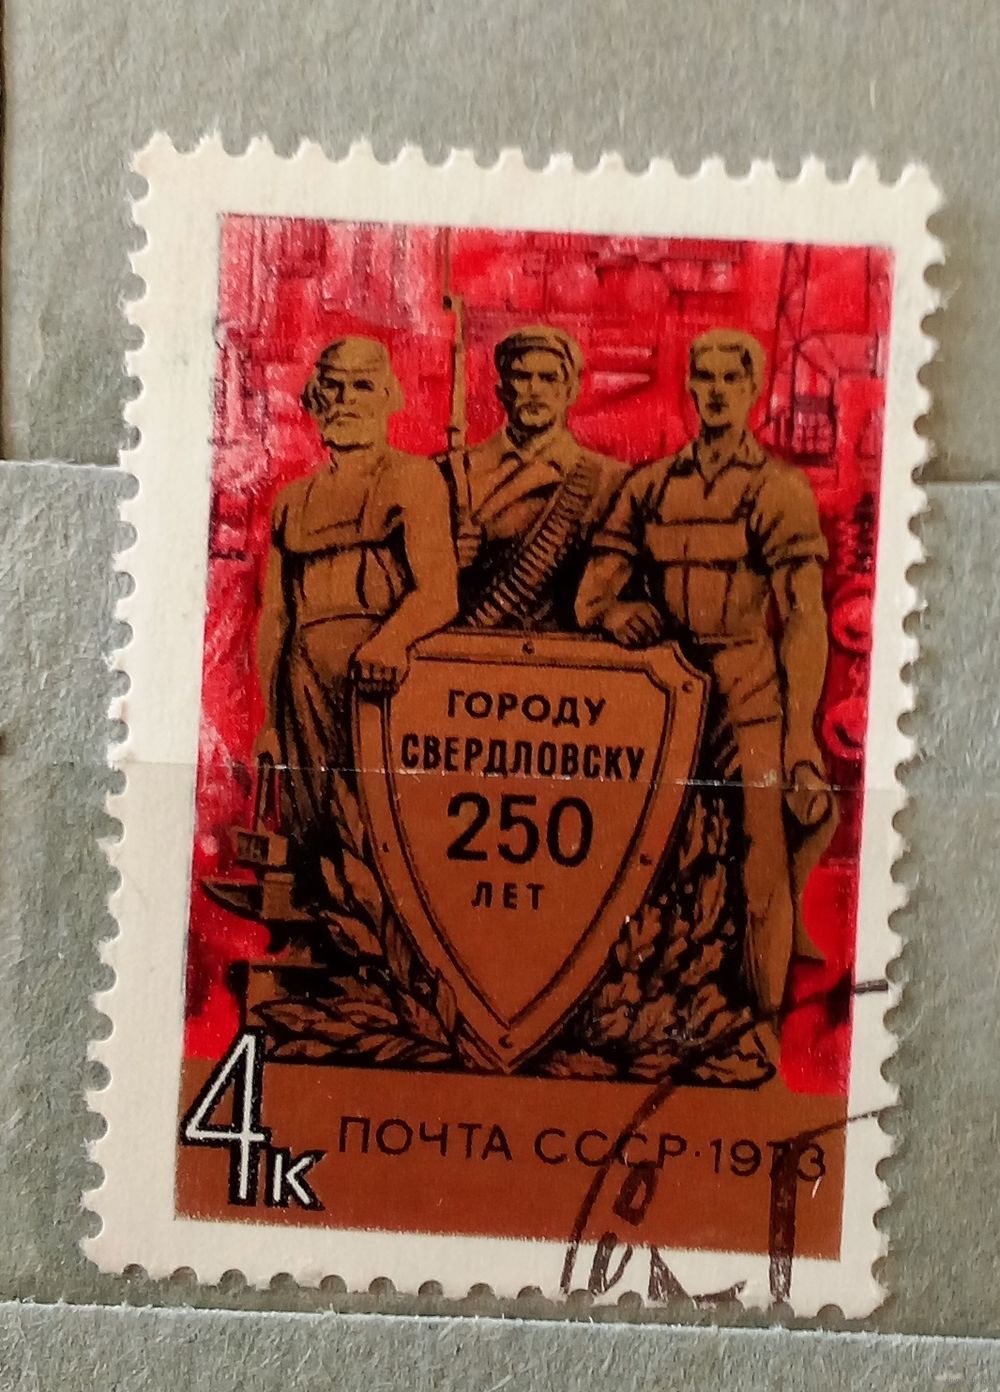 ГОРОДУ
СВЕРДЛОВСКУ
250
ЛЕТ
4к
ПОЧТА СССР·1973